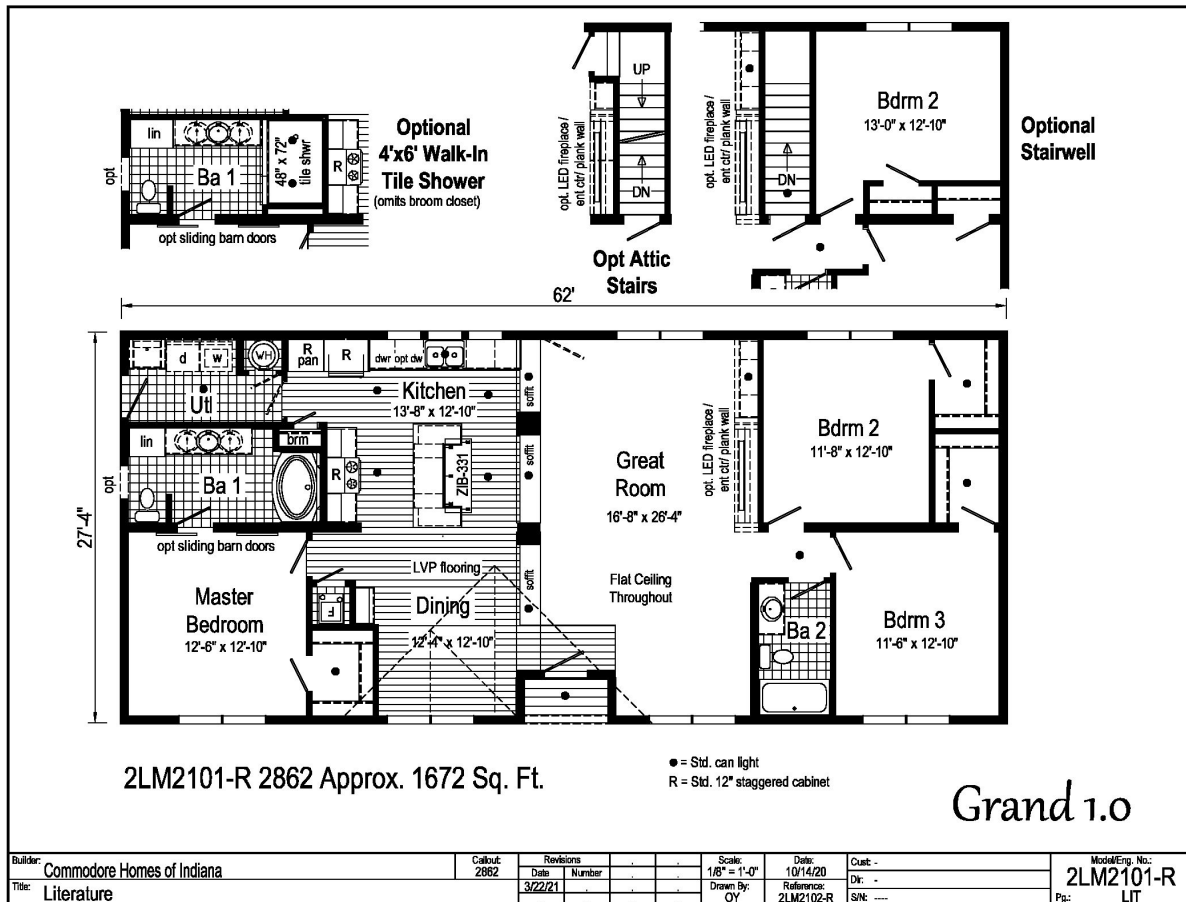 lin
opt
Ba 1
48" x 72"
tile shwr
R
opt sliding barn doors
Optional
4'x6' Walk-In
Tile Shower
(omits broom closet)
UP
DN
opt. LED fireplace /
ent ctr/ plank wall
Opt Attic
Stairs
opt. LED fireplace /
ent ctr/ plank wall
DN
Bdrm 2
13'-0" x 12'-10"
Optional
Stairwell
62'
27'-4"
d
w
WH
R
pan
R
dwr opt dw
Utl
Kitchen
13'-8" x 12'-10"
soffit
lin
brm
opt
Ba 1
R
ZIB-331
soffit
opt sliding barn doors
Great
Room
16'-8" x 26'-4"
opt. LED fireplace /
ent ctr/ plank wall
Bdrm 2
11'-8" x 12'-10"
Master
Bedroom
12'-6" x 12'-10"
LVP flooring
F
Dining
12'-4" x 12'-10"
soffit
Flat Ceiling
Throughout
Ba 2
Bdrm 3
11'-6" x 12'-10"
2LM2101-R 2862 Approx. 1672 Sq. Ft.
● = Std. can light
R = Std. 12" staggered cabinet
Grand 1.0
Builder: Commodore Homes of Indiana
Title: Literature
Callout:
2862
Revisions
Date Number
3/22/21
Scale:
1/8" = 1'-0"
Drawn By:
OY
Date:
10/14/20
Reference:
2LM2102-R
Cust: -
Dir: -
S/N: ----
Model/Eng. No.:
2LM2101-R
Pg.: LIT